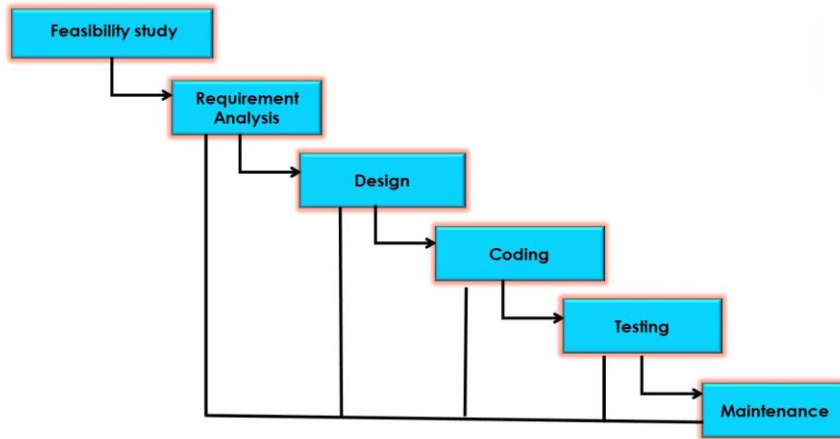 Feasibility study
Requirement
Analysis
Design
Coding
Testing
Maintenance